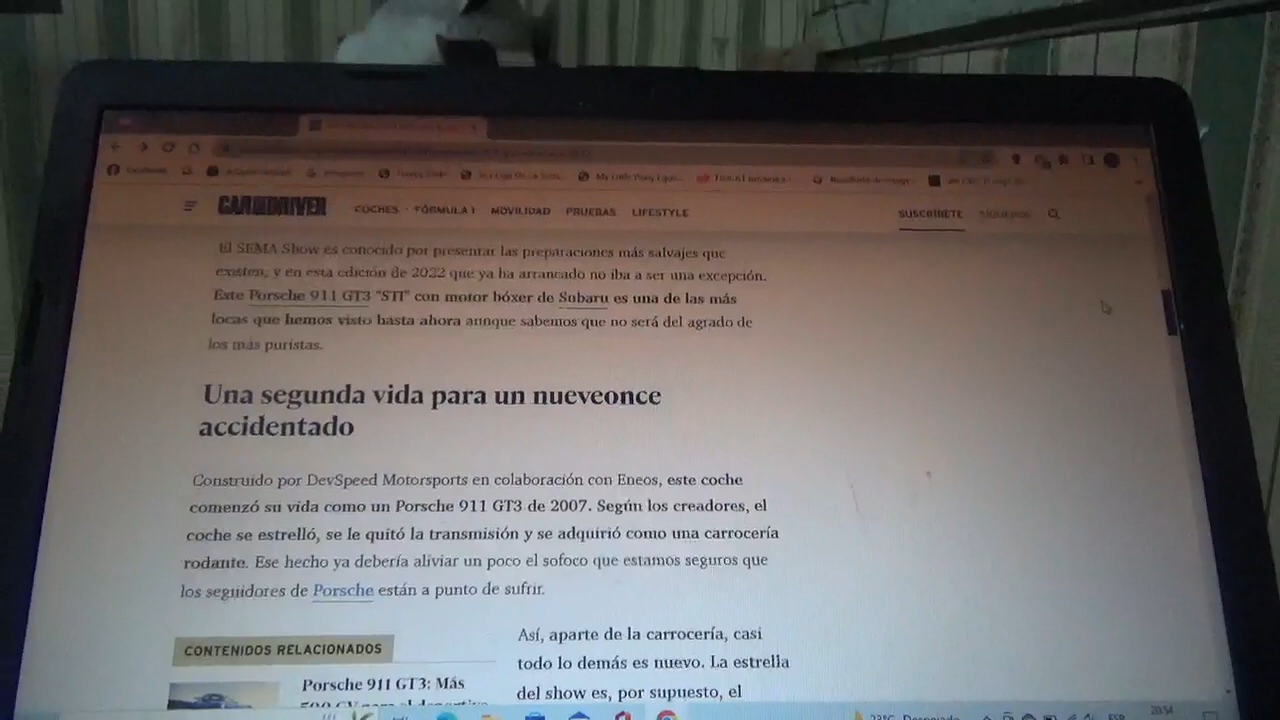 Facebook
CAR AND DRIVER COCHES · FÓRMULA 1 MOVILIDAD PRUEBAS LIFESTYLE SUSCRÍBETE SÍGUENOS
El SEMA Show es conocido por presentar las preparaciones más salvajes que
existen, y en esta edición de 2022 que ya ha arrancado no iba a ser una excepción.
Este Porsche 911 GT3 "STI" con motor bóxer de Subaru es una de las más
locas que hemos visto hasta ahora aunque sabemos que no será del agrado de
los más puristas.
Una segunda vida para un nueveonce
accidentado
Construido por DevSpeed Motorsports en colaboración con Eneos, este coche
comenzó su vida como un Porsche 911 GT3 de 2007. Según los creadores, el
coche se estrelló, se le quitó la transmisión y se adquirió como una carrocería
rodante. Ese hecho ya debería aliviar un poco el sofoco que estamos seguros que
los seguidores de Porsche están a punto de sufrir.
CONTENIDOS RELACIONADOS
Porsche 911 GT3: Más
Así, aparte de la carrocería, casi
todo lo demás es nuevo. La estrella
del show es, por supuesto, el
20:54